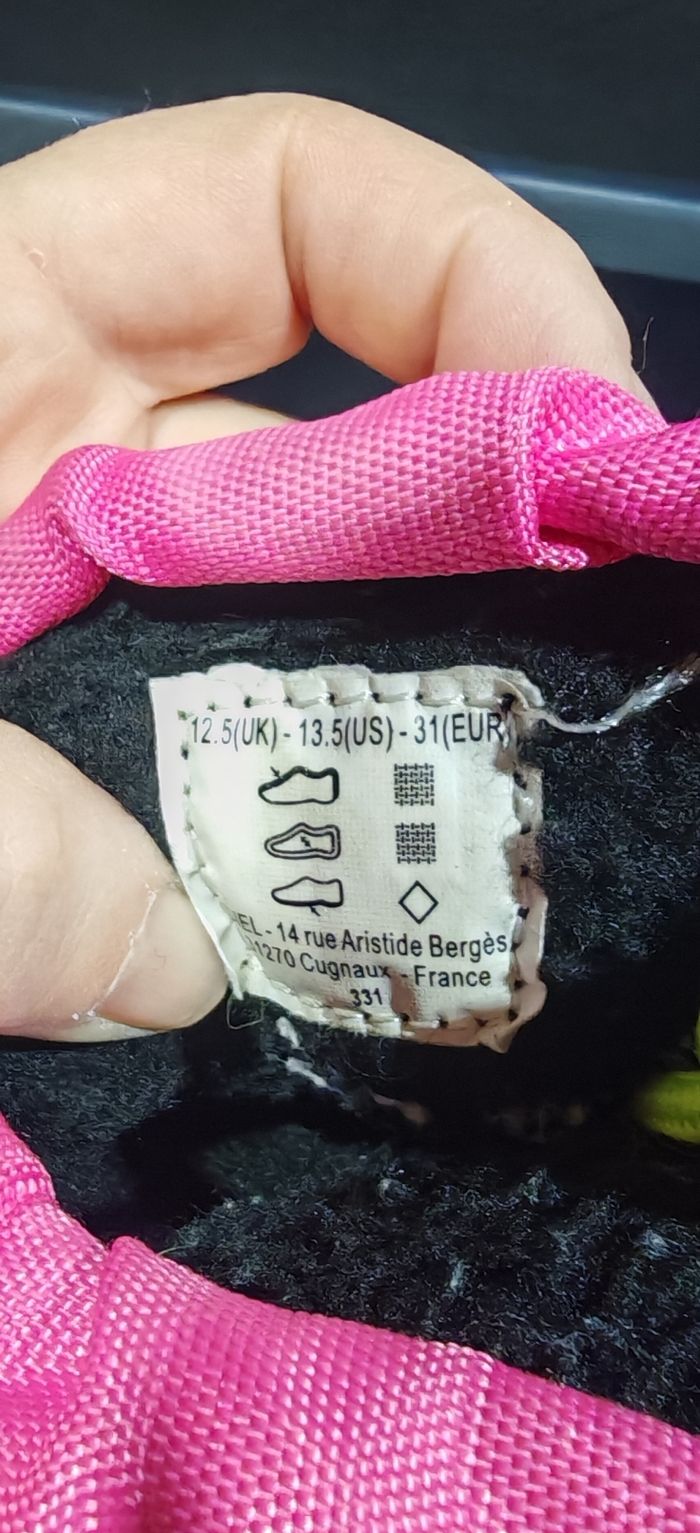 12.5(UK) - 13.5(US) - 31(EUR)
- 14 rue Aristide Bergès
Cugnaux - France
331